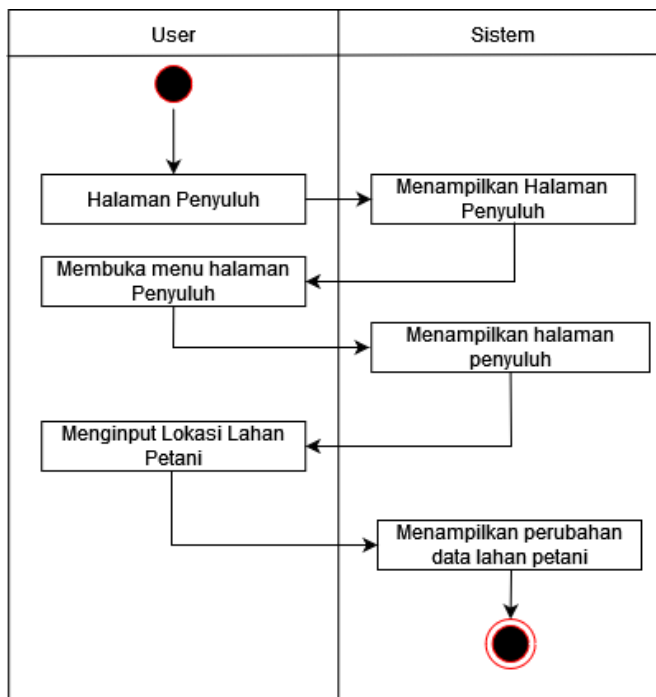 User
Sistem
Halaman Penyuluh
Menampilkan Halaman
Penyuluh
Membuka menu halaman
Penyuluh
Menampilkan halaman
penyuluh
Menginput Lokasi Lahan
Petani
Menampilkan perubahan
data lahan petani